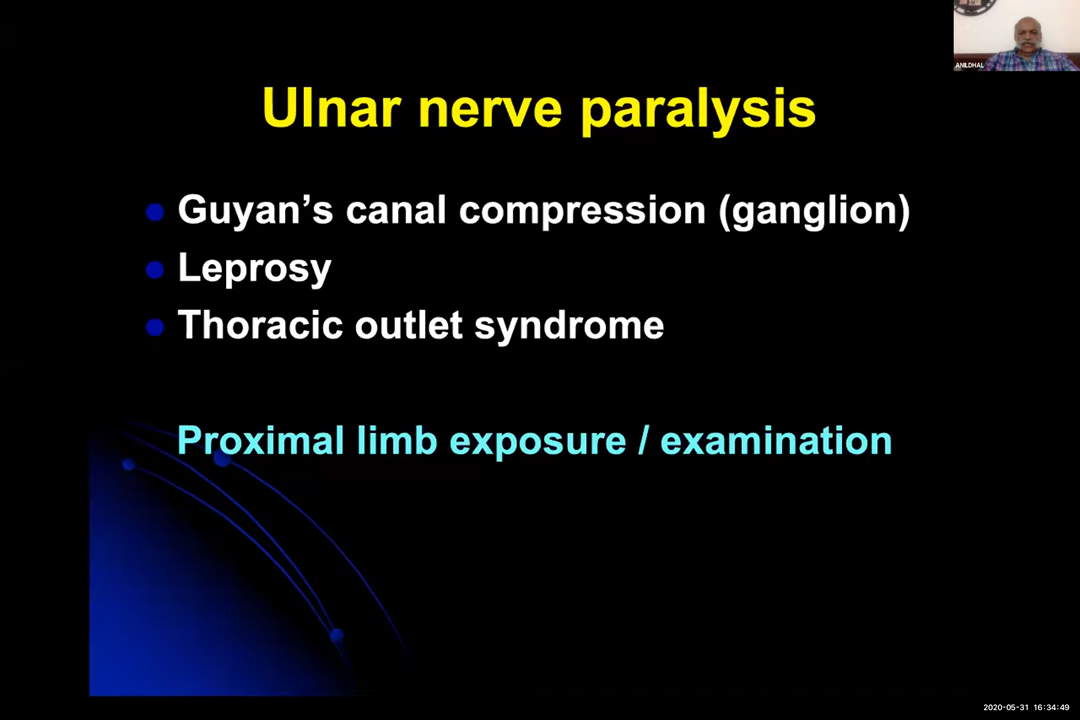 ANILDHAL
Ulnar nerve paralysis
Guyan’s canal compression (ganglion)
Leprosy
Thoracic outlet syndrome
Proximal limb exposure / examination
2020-05-31 16:34:49